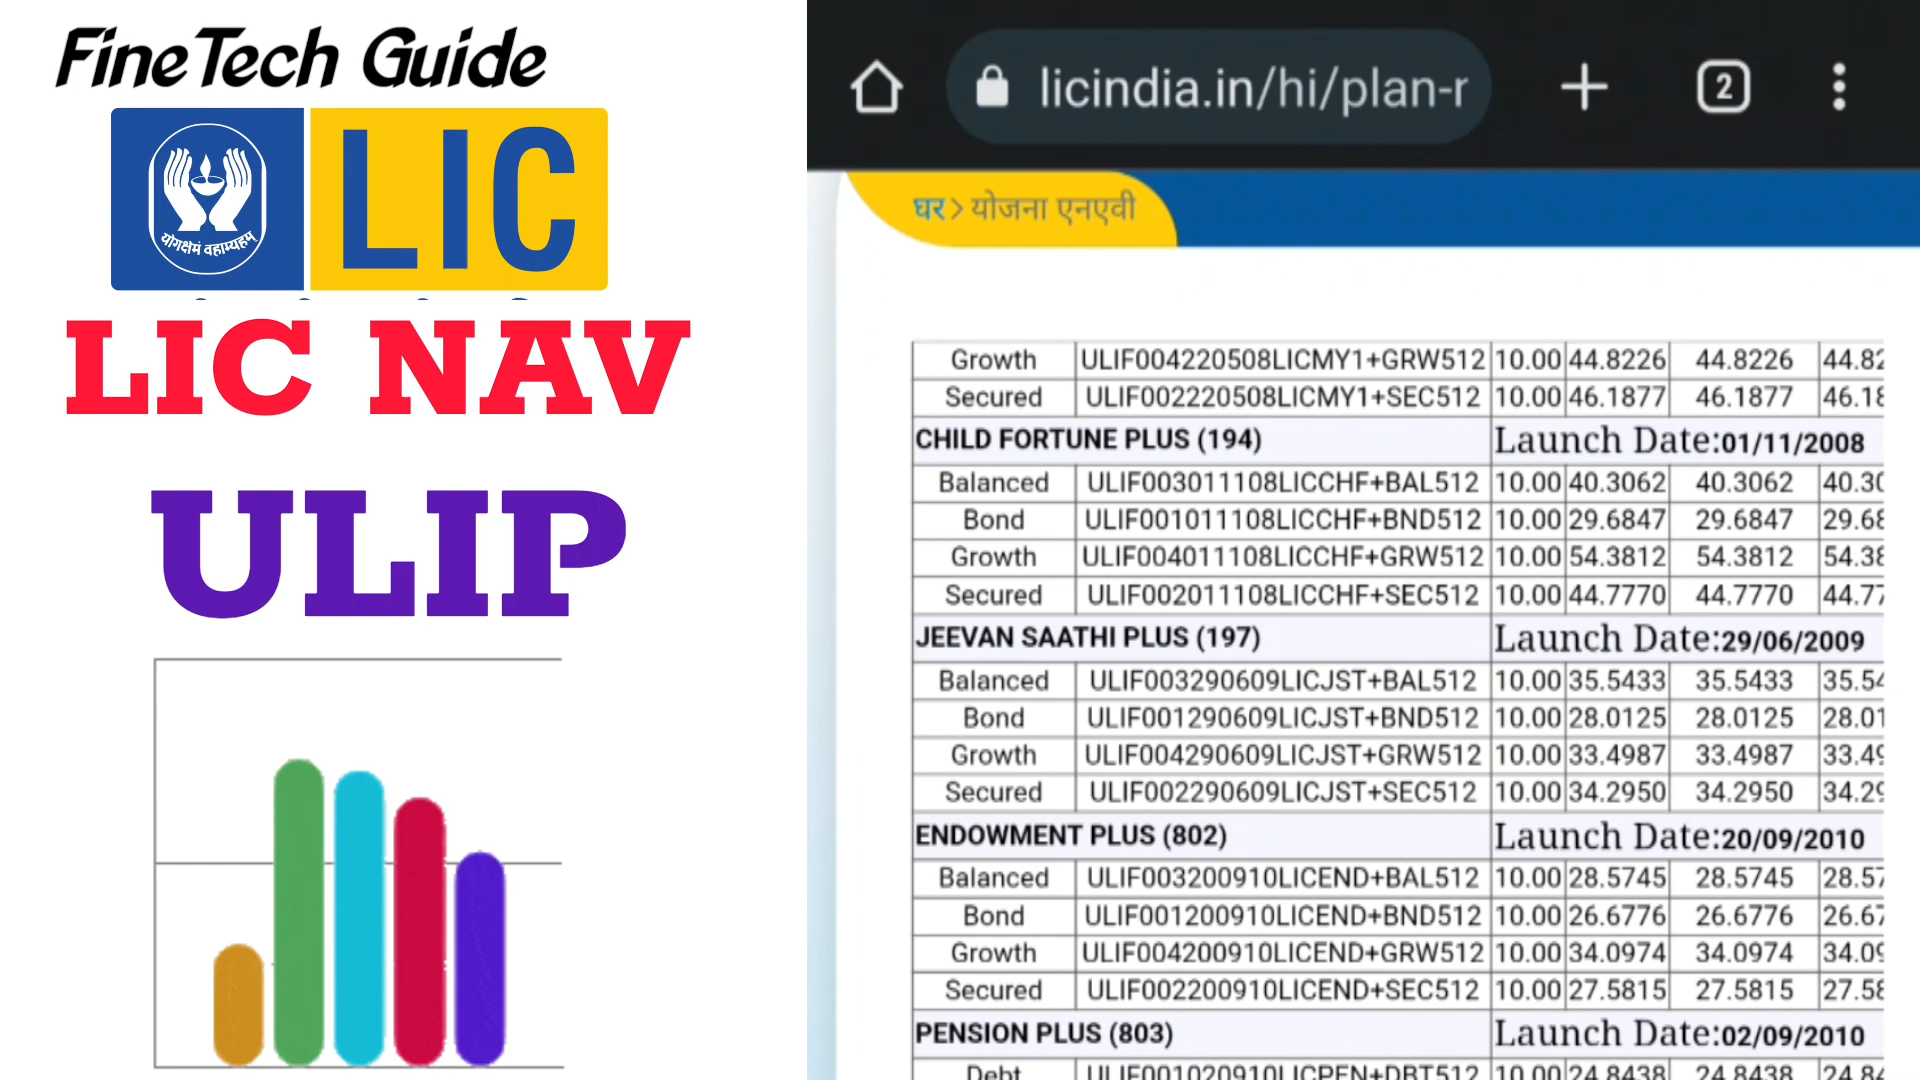 FineTech Guide
योगक्षेमं वहाम्यहम्
LIC
LIC NAV
ULIP
licindia.in/hi/plan-r
2
घर> योजना एनएवी
Growth ULIF004220508LICMY1+GRW512 10.00 44.8226 44.8226 44.82
Secured ULIF002220508LICMY1+SEC512 10.00 46.1877 46.1877 46.18
CHILD FORTUNE PLUS (194) Launch Date:01/11/2008
Balanced ULIF003011108LICCHF+BAL512 10.00 40.3062 40.3062 40.30
Bond ULIF001011108LICCHF+BND512 10.00 29.6847 29.6847 29.68
Growth ULIF004011108LICCHF+GRW512 10.00 54.3812 54.3812 54.38
Secured ULIF002011108LICCHF+SEC512 10.00 44.7770 44.7770 44.77
JEEVAN SAATHI PLUS (197) Launch Date:29/06/2009
Balanced ULIF003290609LICJST+BAL512 10.00 35.5433 35.5433 35.54
Bond ULIF001290609LICJST+BND512 10.00 28.0125 28.0125 28.01
Growth ULIF004290609LICJST+GRW512 10.00 33.4987 33.4987 33.49
Secured ULIF002290609LICJST+SEC512 10.00 34.2950 34.2950 34.29
ENDOWMENT PLUS (802) Launch Date:20/09/2010
Balanced ULIF003200910LICEND+BAL512 10.00 28.5745 28.5745 28.57
Bond ULIF001200910LICEND+BND512 10.00 26.6776 26.6776 26.67
Growth ULIF004200910LICEND+GRW512 10.00 34.0974 34.0974 34.09
Secured ULIF002200910LICEND+SEC512 10.00 27.5815 27.5815 27.58
PENSION PLUS (803) Launch Date:02/09/2010
Debt ULIF001020910LICPEN+DBT512 10.00 24.8438 24.8438 24.84